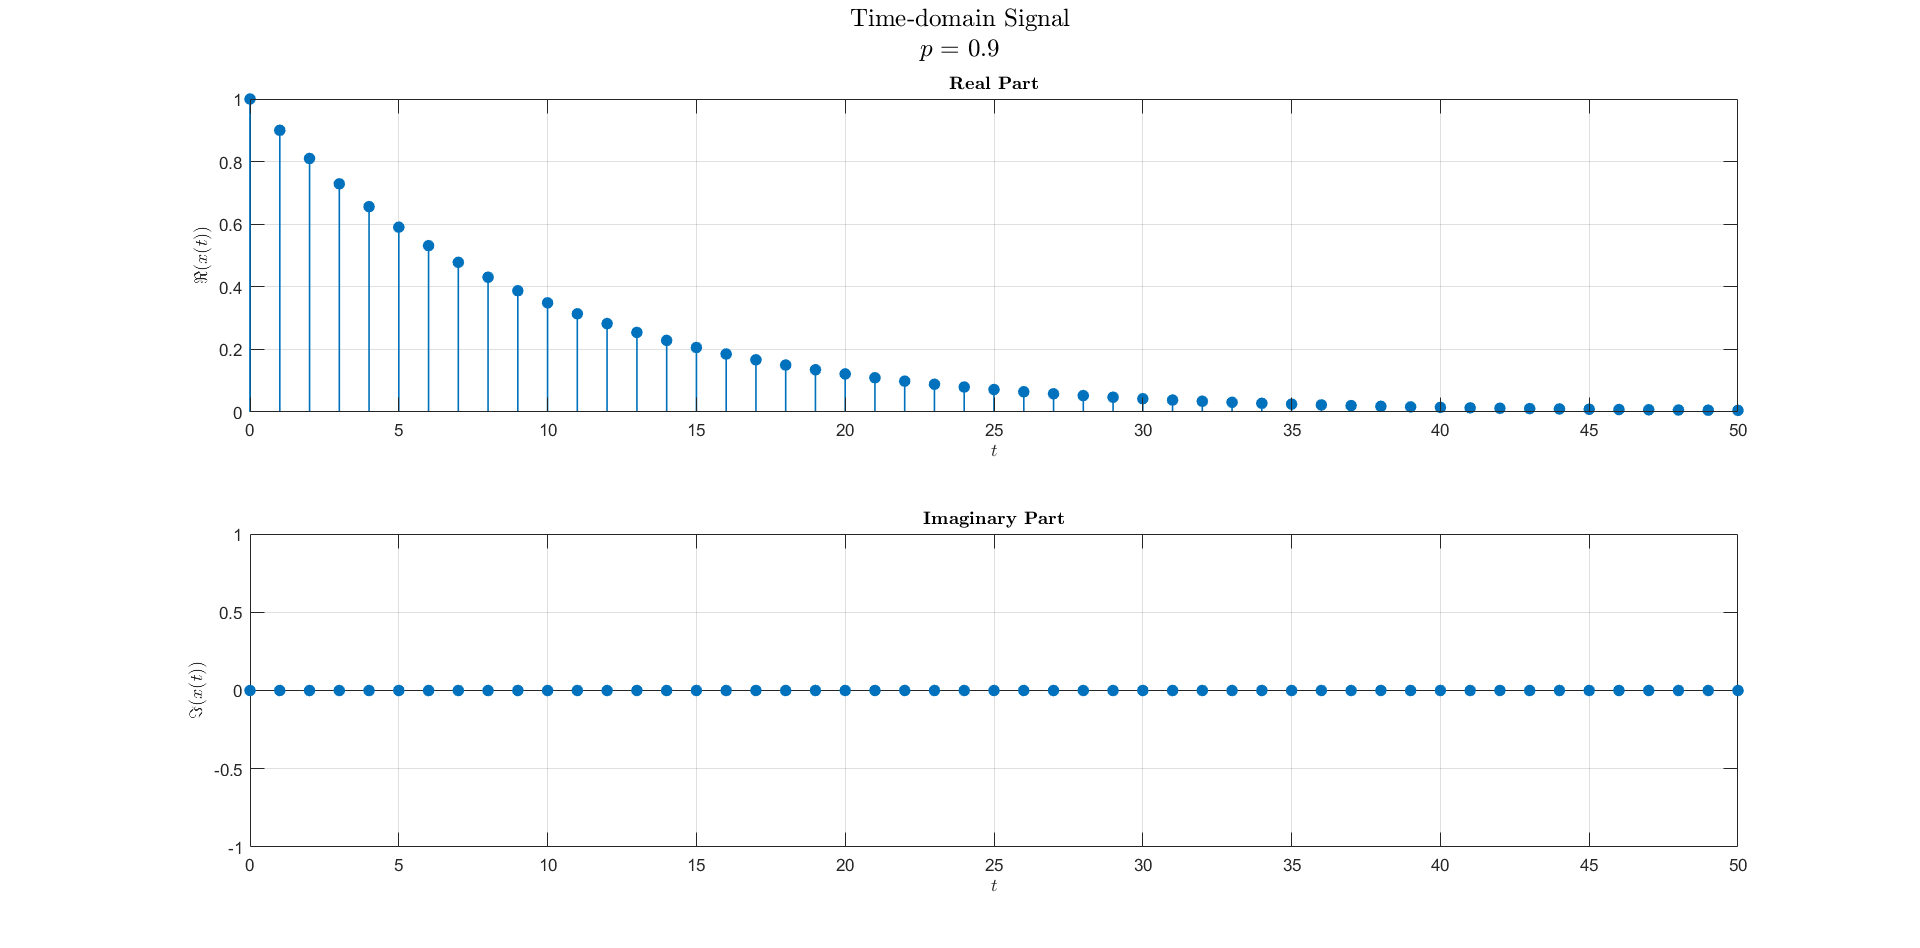 Time-domain Signal
p = 0.9
Real Part
1
0.8
0.6
0.4
0.2
0
ℜ(x(t))
0 5 10 15 20 25 30 35 40 45 50
t
Imaginary Part
1
0.5
0
-0.5
-1
ℑ(x(t))
0 5 10 15 20 25 30 35 40 45 50
t